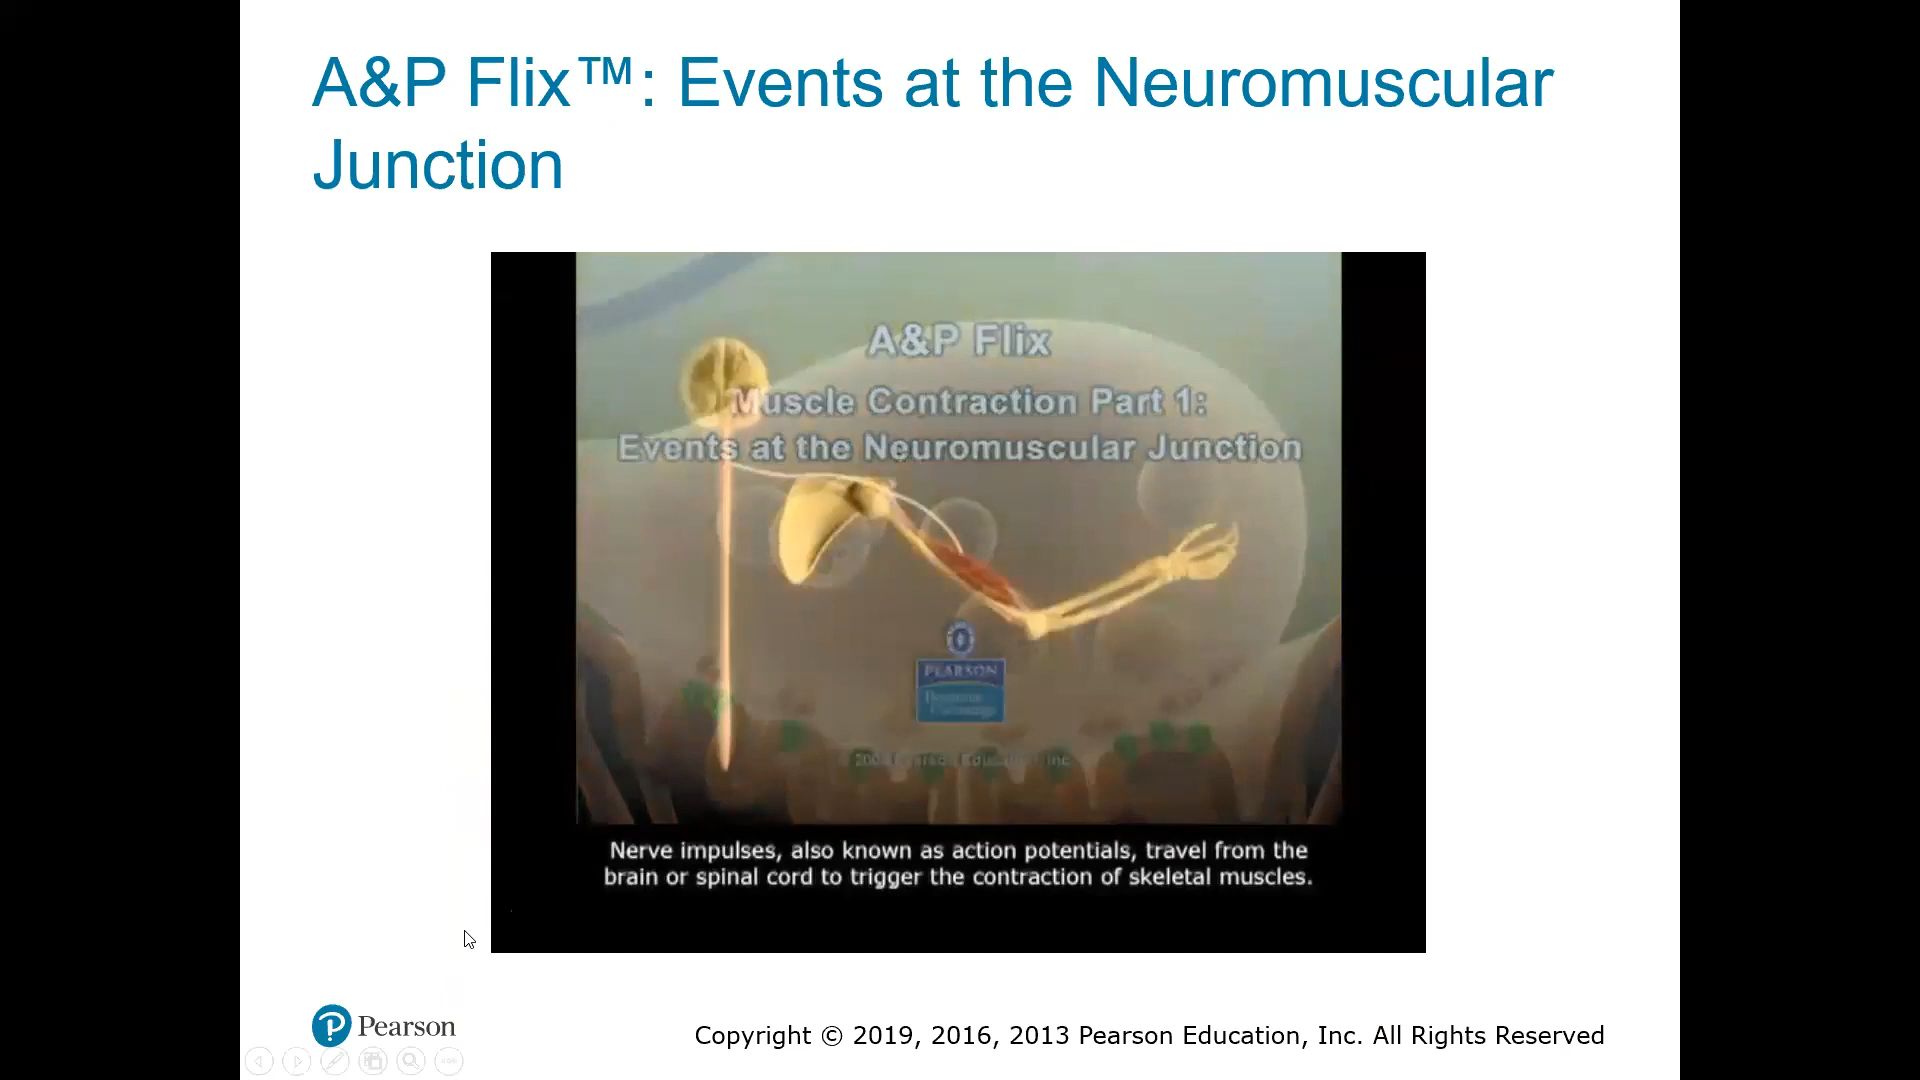 A&P Flix™: Events at the Neuromuscular
Junction
A&P Flix
Muscle Contraction Part 1:
Events at the Neuromuscular Junction
PEARSON
Nerve impulses, also known as action potentials, travel from the
brain or spinal cord to trigger the contraction of skeletal muscles.
Pearson
Copyright © 2019, 2016, 2013 Pearson Education, Inc. All Rights Reserved